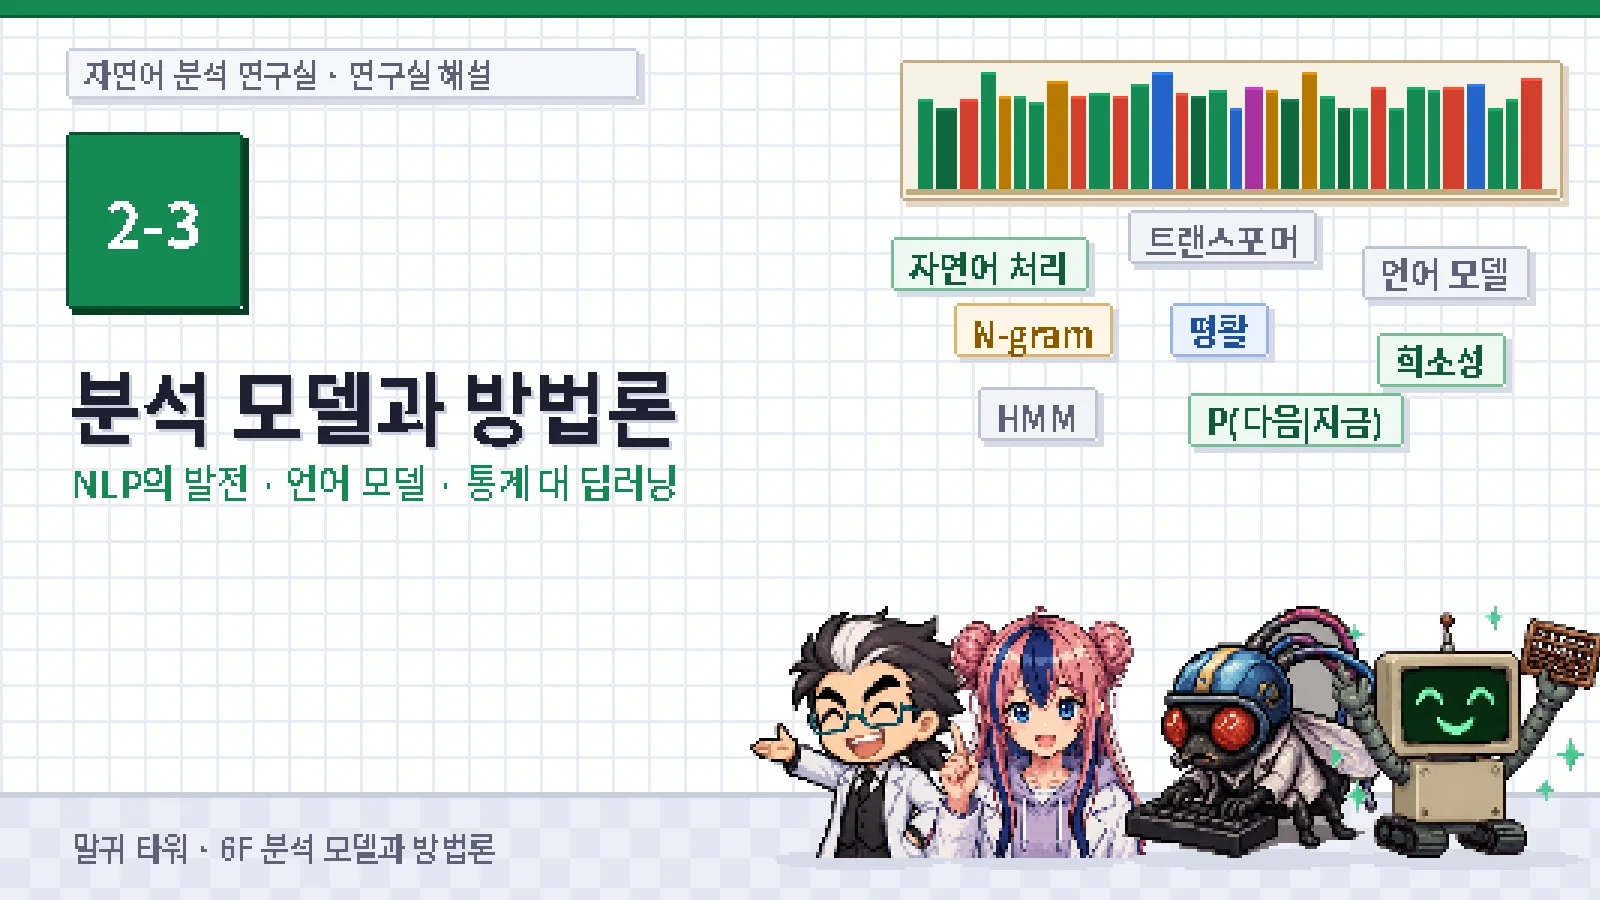 자연어 분석 연구실 · 연구실 해설
2-3
분석 모델과 방법론
NLP의 발전 · 언어 모델 · 통계 대 딥러닝
트랜스포머
자연어 처리
언어 모델
N-gram
명찰
희소성
HMM
P(다음|지금)
말귀 타워 · 6F 분석 모델과 방법론